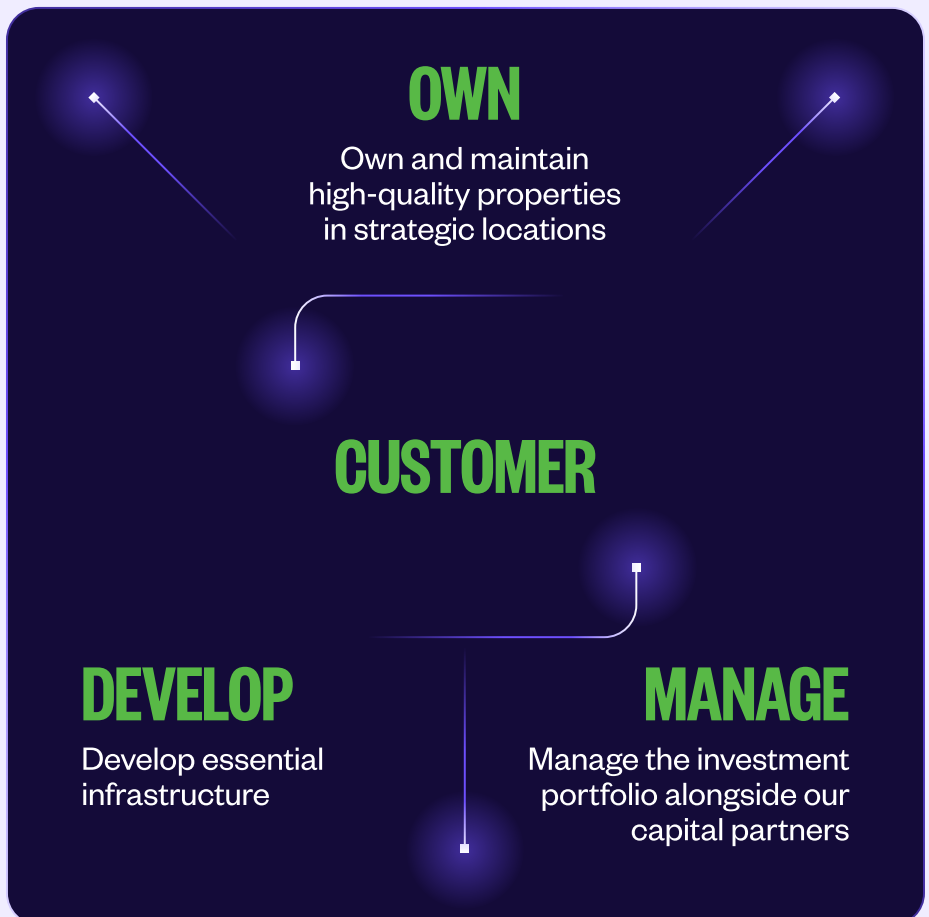 OWN
Own and maintain
high-quality properties
in strategic locations
CUSTOMER
DEVELOP
Develop essential
infrastructure
MANAGE
Manage the investment
portfolio alongside our
capital partners